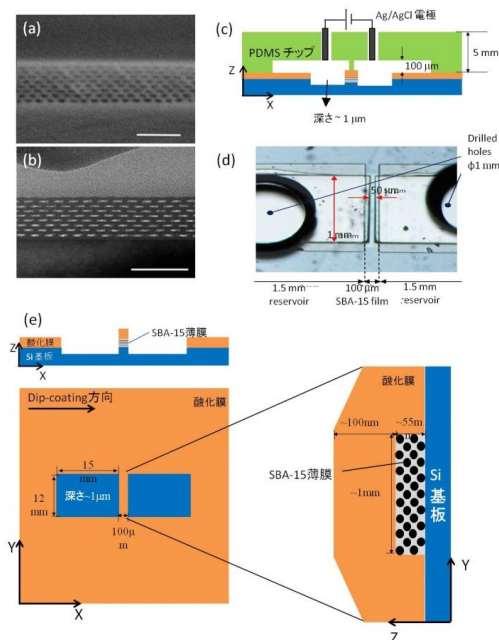 (a)
(b)
(c)
Ag/AgCl 電極
PDMS チップ
100 μm
5 mm
Z
X
深さ~ 1 μm
(d)
Drilled
holes
φ1 mm
50 μm
1 mm
1.5 mm
reservoir
100 μm
SBA-15 film
1.5 mm
reservoir
(e)
SBA-15薄膜
酸化膜
Z
Si 基板
X
Dip-coating方向
15
mm
12
mm
深さ~1μm
100μ
m
Y
X
酸化膜
~100nm
~55m
m
SBA-15薄膜
~1mm
Si 基板
Y
Z